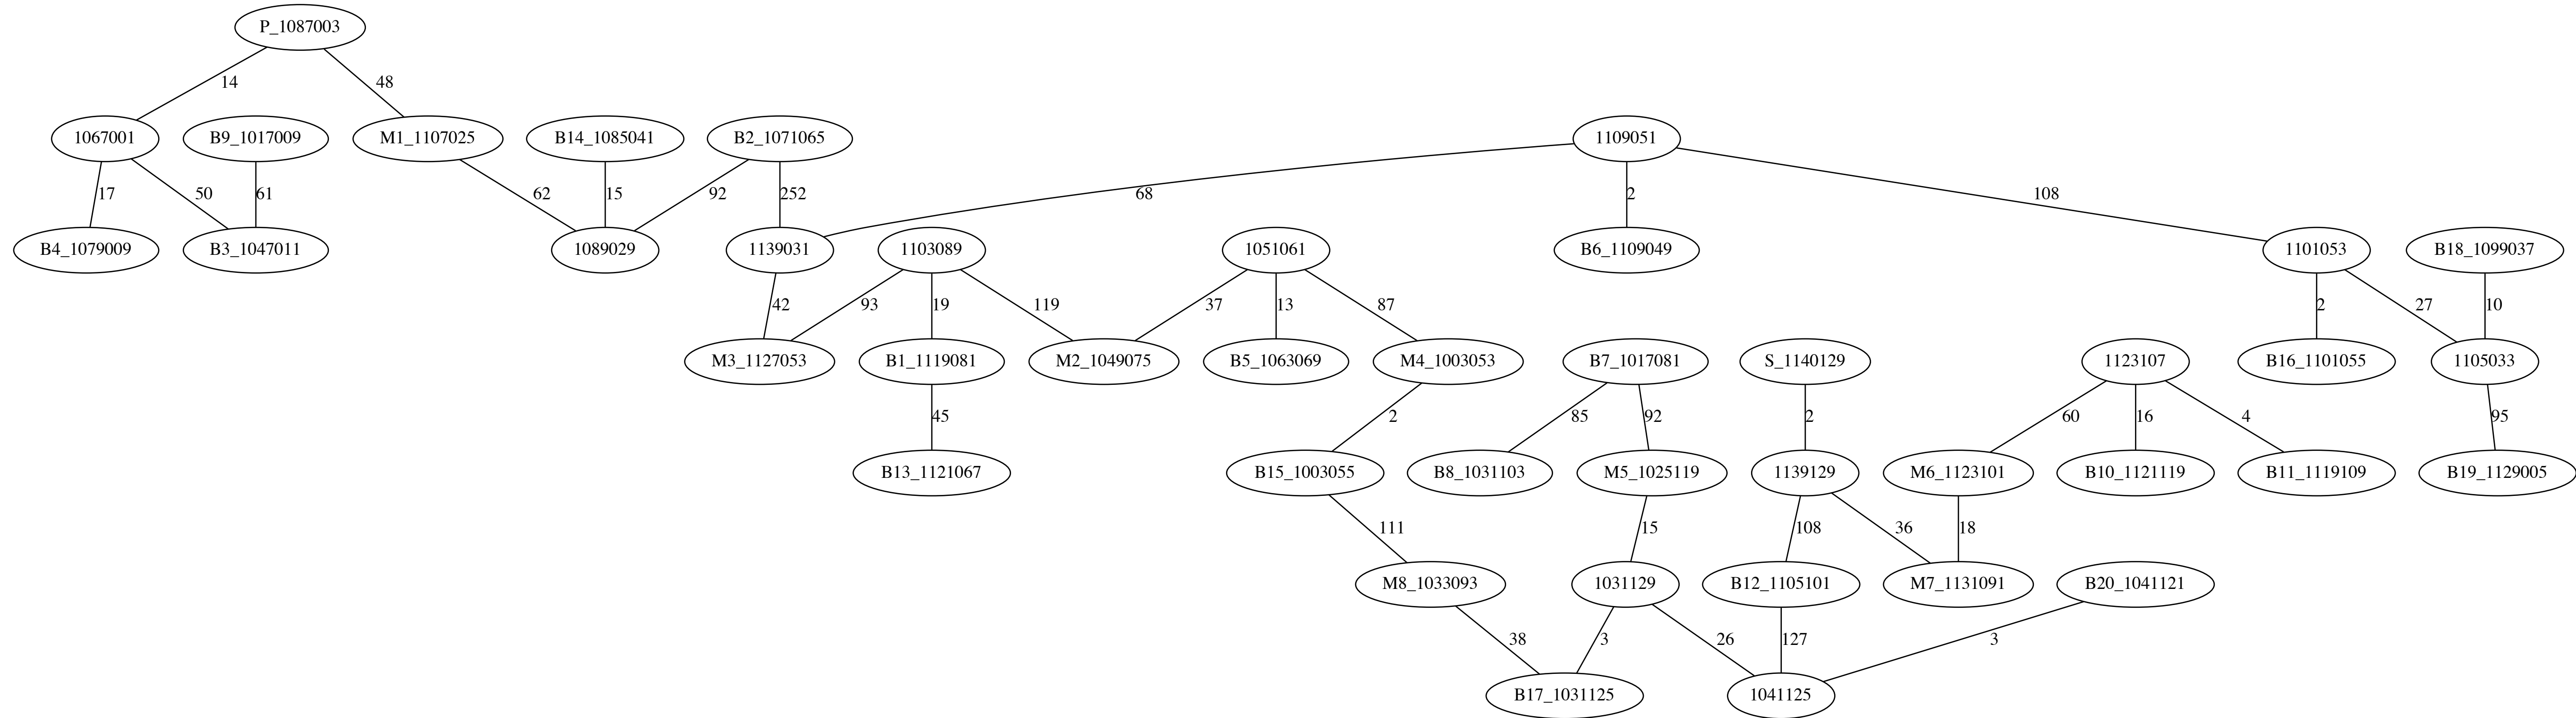 P_1087003
14 48
1067001 B9_1017009 M1_1107025 B14_1085041 B2_1071065 1109051
17 50 61 62 15 92 252 68 2 108
B4_1079009 B3_1047011 1089029 1139031 1103089 1051061 B6_1109049 1101053 B18_1099037
42 93 19 119 37 13 87 2 27 10
M3_1127053 B1_1119081 M2_1049075 B5_1063069 M4_1003053 B7_1017081 S_1140129 1123107 B16_1101055 1105033
45 2 85 92 2 60 16 4 95
B13_1121067 B15_1003055 B8_1031103 M5_1025119 1139129 M6_1123101 B10_1121119 B11_1119109 B19_1129005
111 15 108 36 18
M8_1033093 1031129 B12_1105101 M7_1131091 B20_1041121
38 3 26 127 3
B17_1031125 1041125